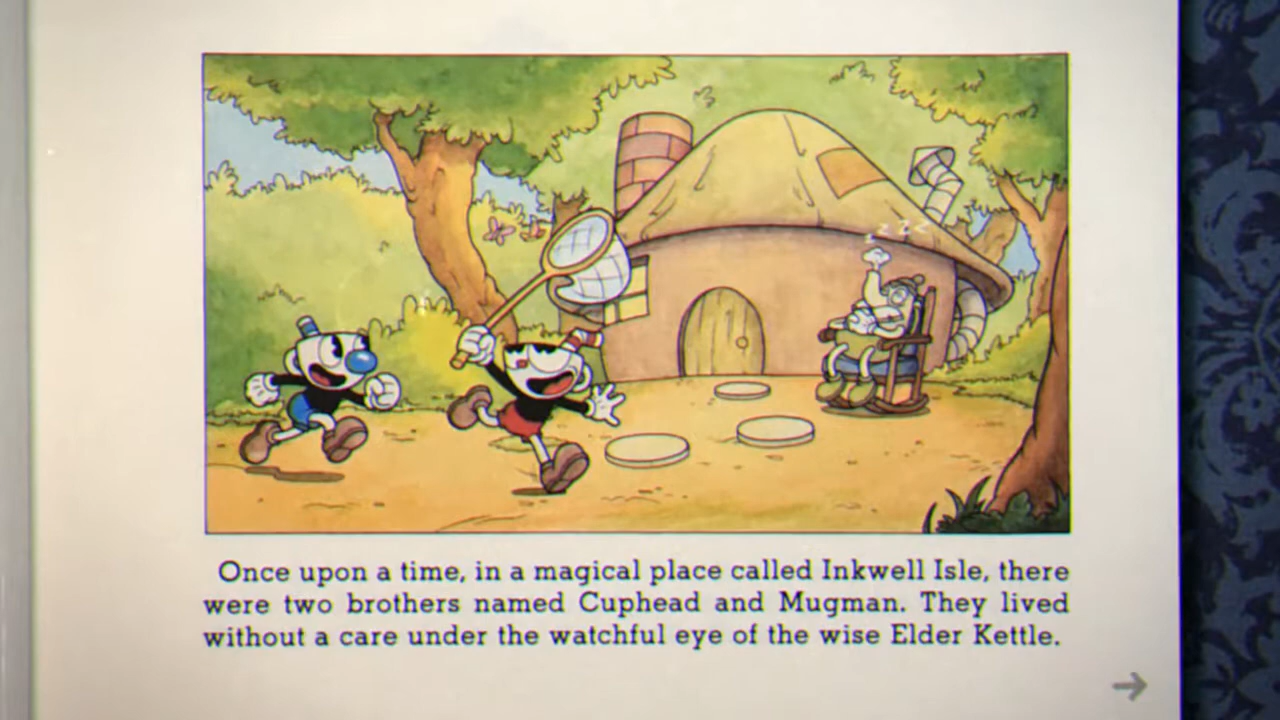 z z Z z
Once upon a time, in a magical place called Inkwell Isle, there
were two brothers named Cuphead and Mugman. They lived
without a care under the watchful eye of the wise Elder Kettle.